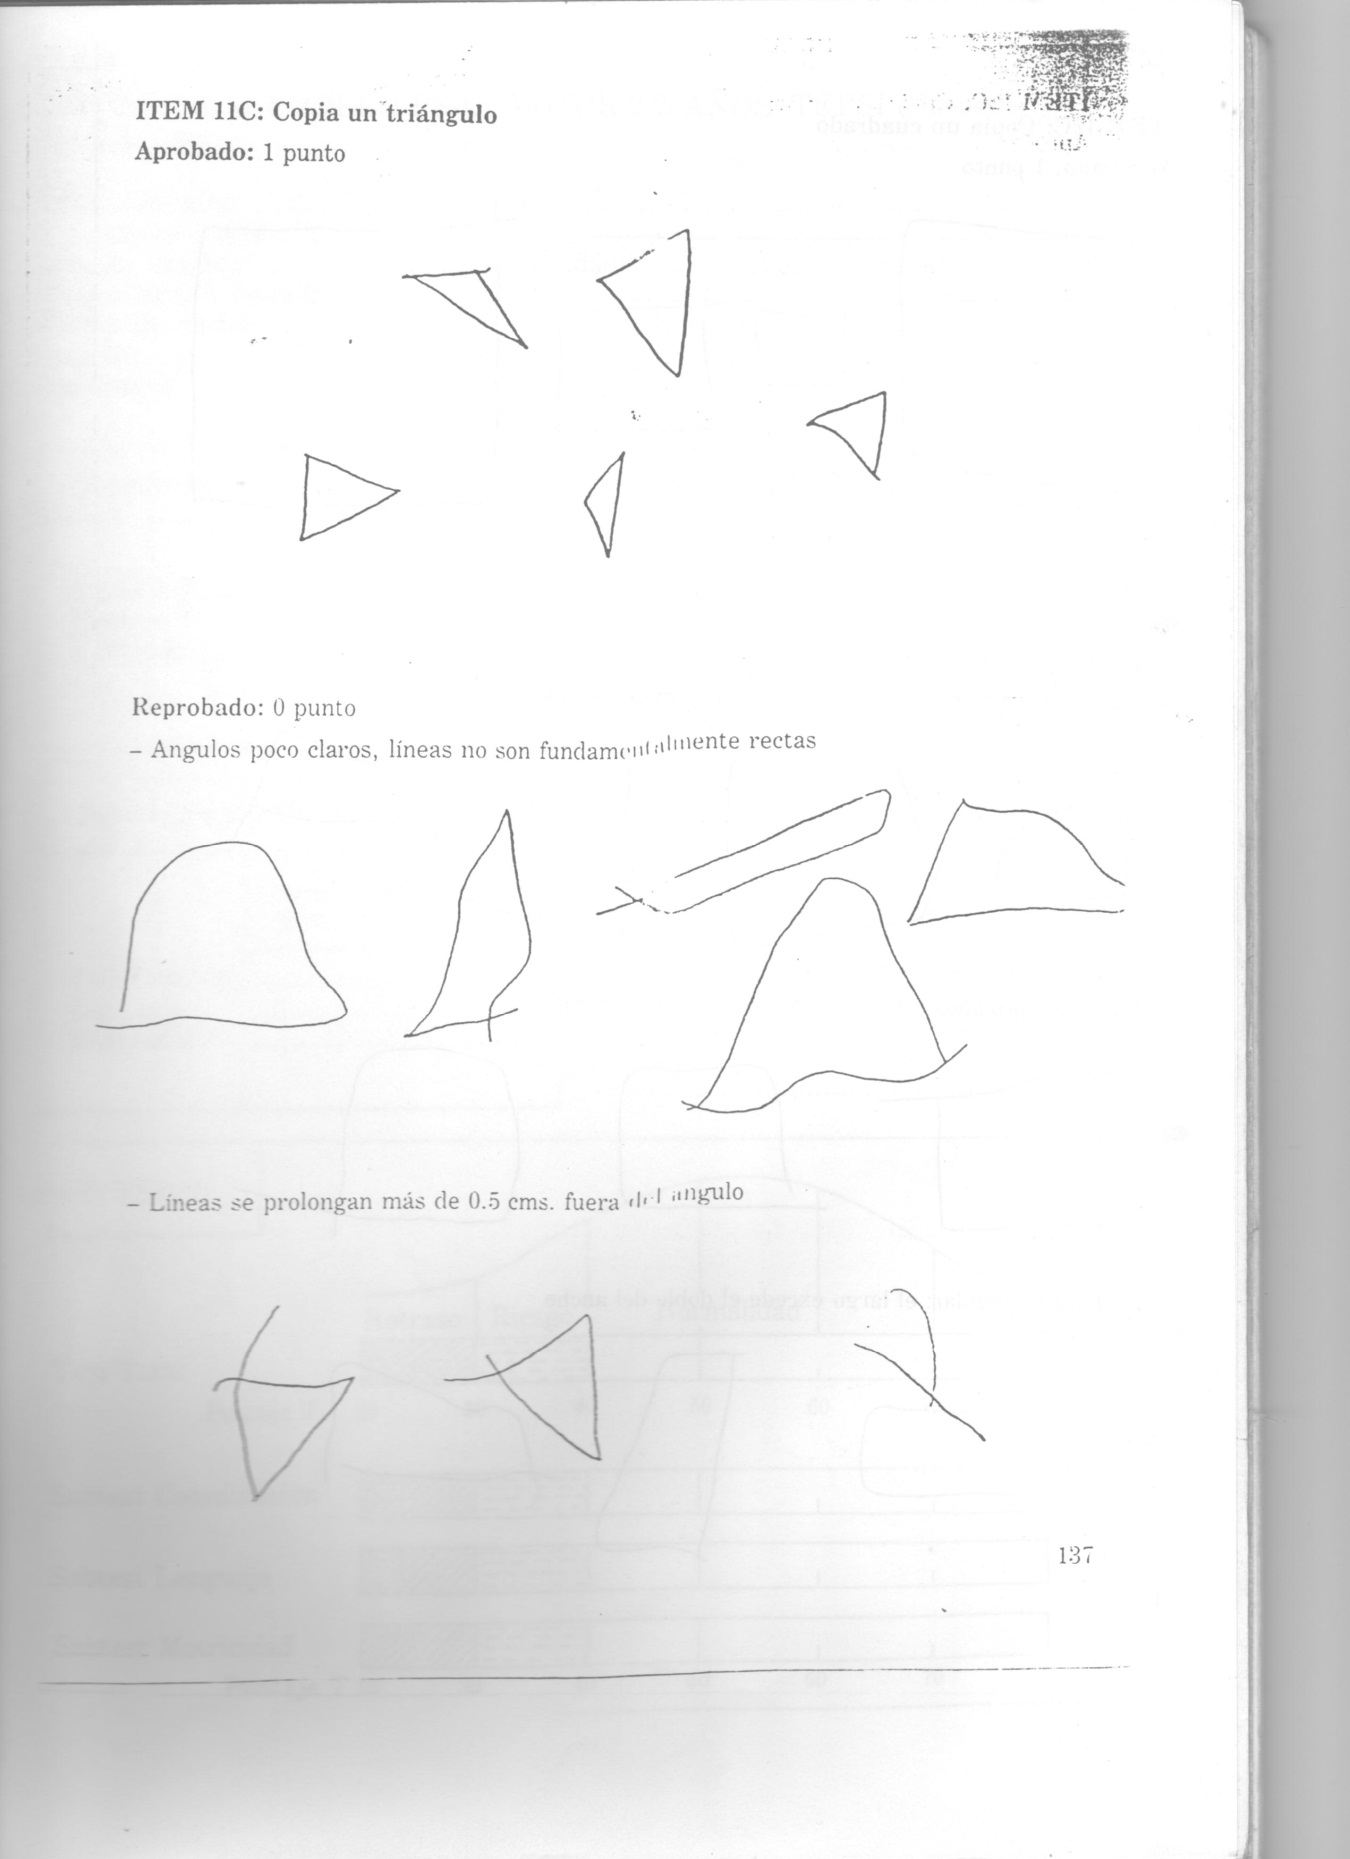 ITEM 11C: Copia un triángulo
Aprobado: 1 punto
Reprobado: 0 punto
– Angulos poco claros, líneas no son fundamentalmente rectas
– Líneas se prolongan más de 0.5 cms. fuera del angulo
137